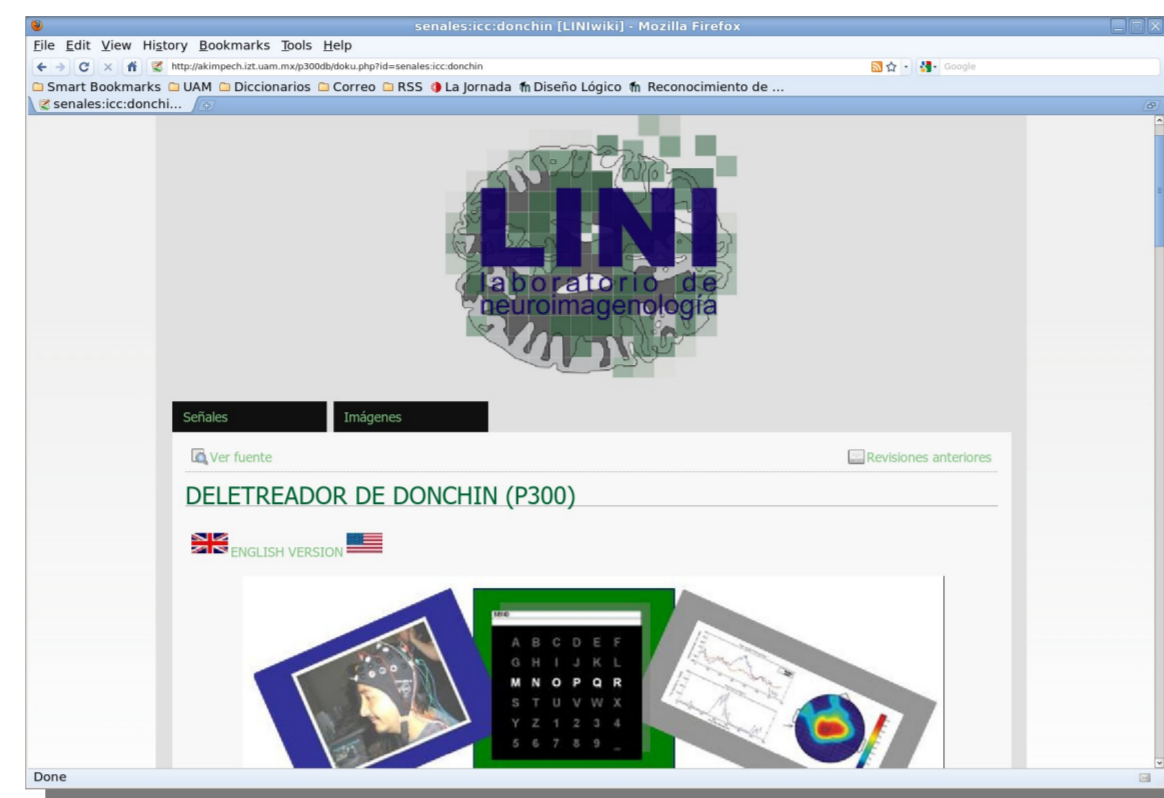 senales:icc:donchin [LINIwiki] - Mozilla Firefox
File Edit View History Bookmarks Tools Help
http://akimpech.izt.uam.mx/p300db/doku.php?id=senales:icc:donchin
Google
Smart Bookmarks UAM Diccionarios Correo RSS La Jornada Diseño Lógico Reconocimiento de ...
senales:icc:donchi...
LINI
laboratorio de
neuroimagenología
Señales Imágenes
Ver fuente Revisiones anteriores
DELETREADOR DE DONCHIN (P300)
ENGLISH VERSION
A B C D E F
G H I J K L
M N O P Q R
S T U V W X
Y Z 1 2 3 4
5 6 7 8 9 _
Done